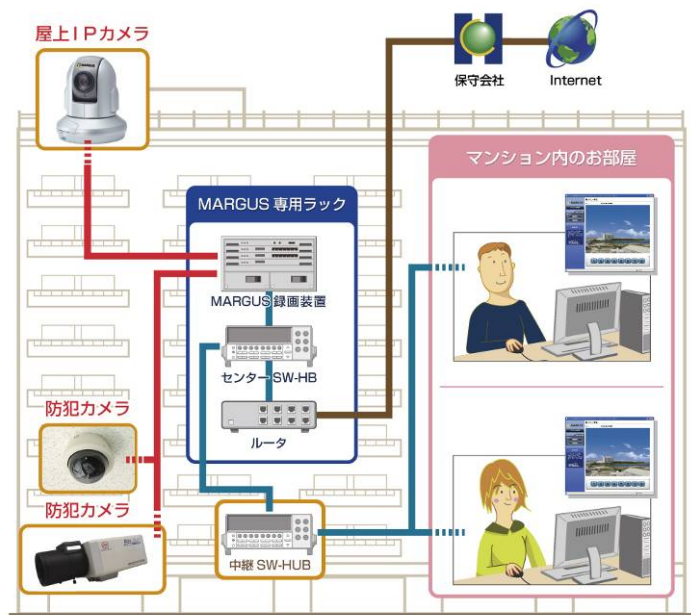 屋上IPカメラ
保守会社
Internet
マンション内のお部屋
MARGUS 専用ラック
MARGUS 録画装置
センター SW-HB
ルータ
防犯カメラ
防犯カメラ
中継 SW-HUB